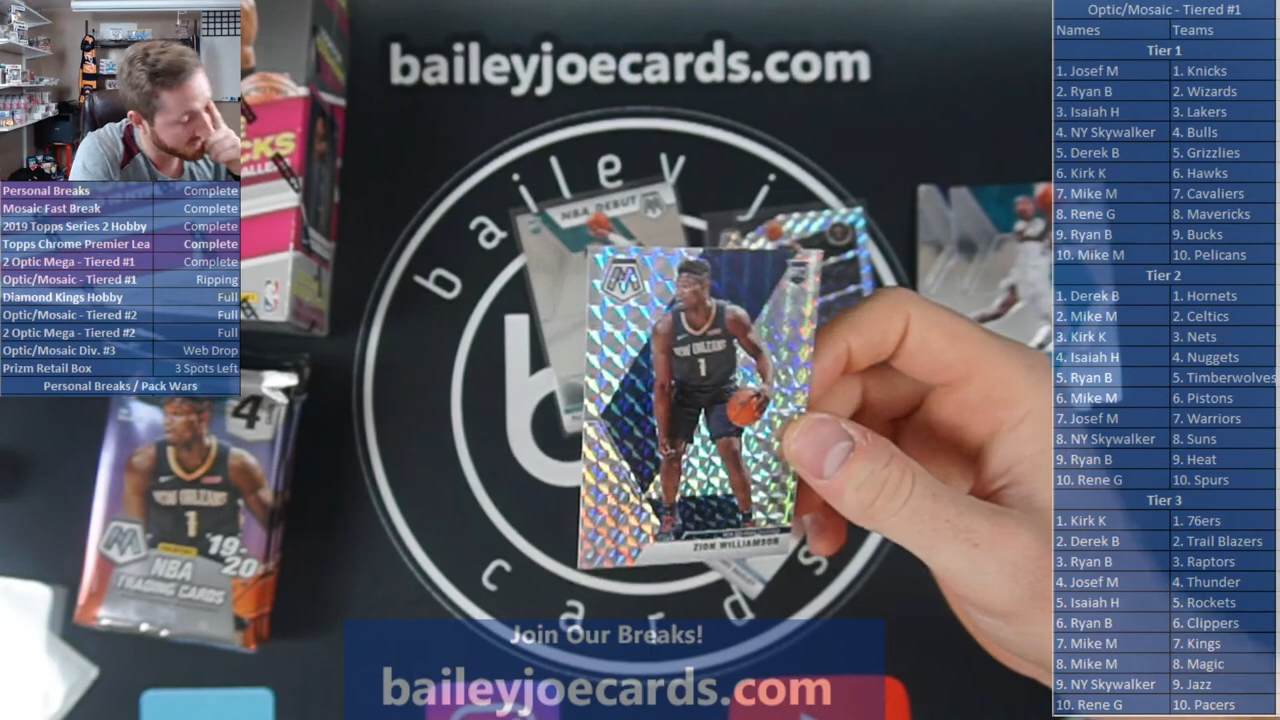 baileyjoecards.com
Personal Breaks Complete
Mosaic Fast Break Complete
2019 Topps Series 2 Hobby Complete
Topps Chrome Premier Lea Complete
2 Optic Mega - Tiered #1 Complete
Optic/Mosaic - Tiered #1 Ripping
Diamond Kings Hobby Full
Optic/Mosaic - Tiered #2 Full
2 Optic Mega - Tiered #2 Full
Optic/Mosaic Div. #3 Web Drop
Prizm Retail Box 3 Spots Left
Personal Breaks / Pack Wars
bailey j
b
cards
NBA DEBUT
NEW ORLEANS
1
ZION WILLIAMSON
4
NEW ORLEANS
1
PANINI
19-
20
NBA
TRADING CARDS
Join Our Breaks!
baileyjoecards.com
Optic/Mosaic - Tiered #1
Names Teams
Tier 1
1. Josef M 1. Knicks
2. Ryan B 2. Wizards
3. Isaiah H 3. Lakers
4. NY Skywalker 4. Bulls
5. Derek B 5. Grizzlies
6. Kirk K 6. Hawks
7. Mike M 7. Cavaliers
8. Rene G 8. Mavericks
9. Ryan B 9. Bucks
10. Mike M 10. Pelicans
Tier 2
1. Derek B 1. Hornets
2. Mike M 2. Celtics
3. Kirk K 3. Nets
4. Isaiah H 4. Nuggets
5. Ryan B 5. Timberwolves
6. Mike M 6. Pistons
7. Josef M 7. Warriors
8. NY Skywalker 8. Suns
9. Ryan B 9. Heat
10. Rene G 10. Spurs
Tier 3
1. Kirk K 1. 76ers
2. Derek B 2. Trail Blazers
3. Ryan B 3. Raptors
4. Josef M 4. Thunder
5. Isaiah H 5. Rockets
6. Ryan B 6. Clippers
7. Mike M 7. Kings
8. Mike M 8. Magic
9. NY Skywalker 9. Jazz
10. Rene G 10. Pacers